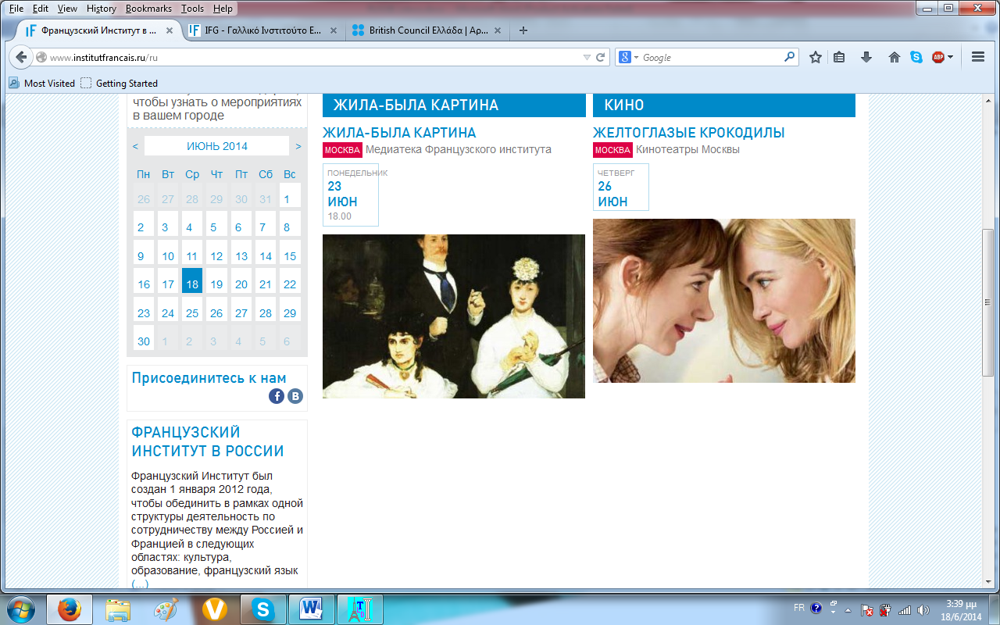 File Edit View History Bookmarks Tools Help
Французский Институт в ...
IFG - Γαλλικό Ινστιτούτο Ε...
British Council Ελλάδα | Αρ...
www.institutfrancais.ru/ru
Google
Most Visited Getting Started
чтобы узнать о мероприятиях
в вашем городе
< ИЮНЬ 2014 >
Пн Вт Ср Чт Пт Сб Вс
26 27 28 29 30 31 1
2 3 4 5 6 7 8
9 10 11 12 13 14 15
16 17 18 19 20 21 22
23 24 25 26 27 28 29
30 1 2 3 4 5 6
Присоединитесь к нам
ФРАНЦУЗСКИЙ
ИНСТИТУТ В РОССИИ
Французский Институт был
создан 1 января 2012 года,
чтобы обединить в рамках одной
структуры деятельность по
сотрудничеству между Россией и
Францией в следующих
областях: культура,
образование, французский язык
(...)
ЖИЛА-БЫЛА КАРТИНА
ЖИЛА-БЫЛА КАРТИНА
МОСКВА Медиатека Французского института
ПОНЕДЕЛЬНИК
23
ИЮН
18.00
КИНО
ЖЕЛТОГЛАЗЫЕ КРОКОДИЛЫ
МОСКВА Кинотеатры Москвы
ЧЕТВЕРГ
26
ИЮН
FR
3:39 μμ
18/6/2014